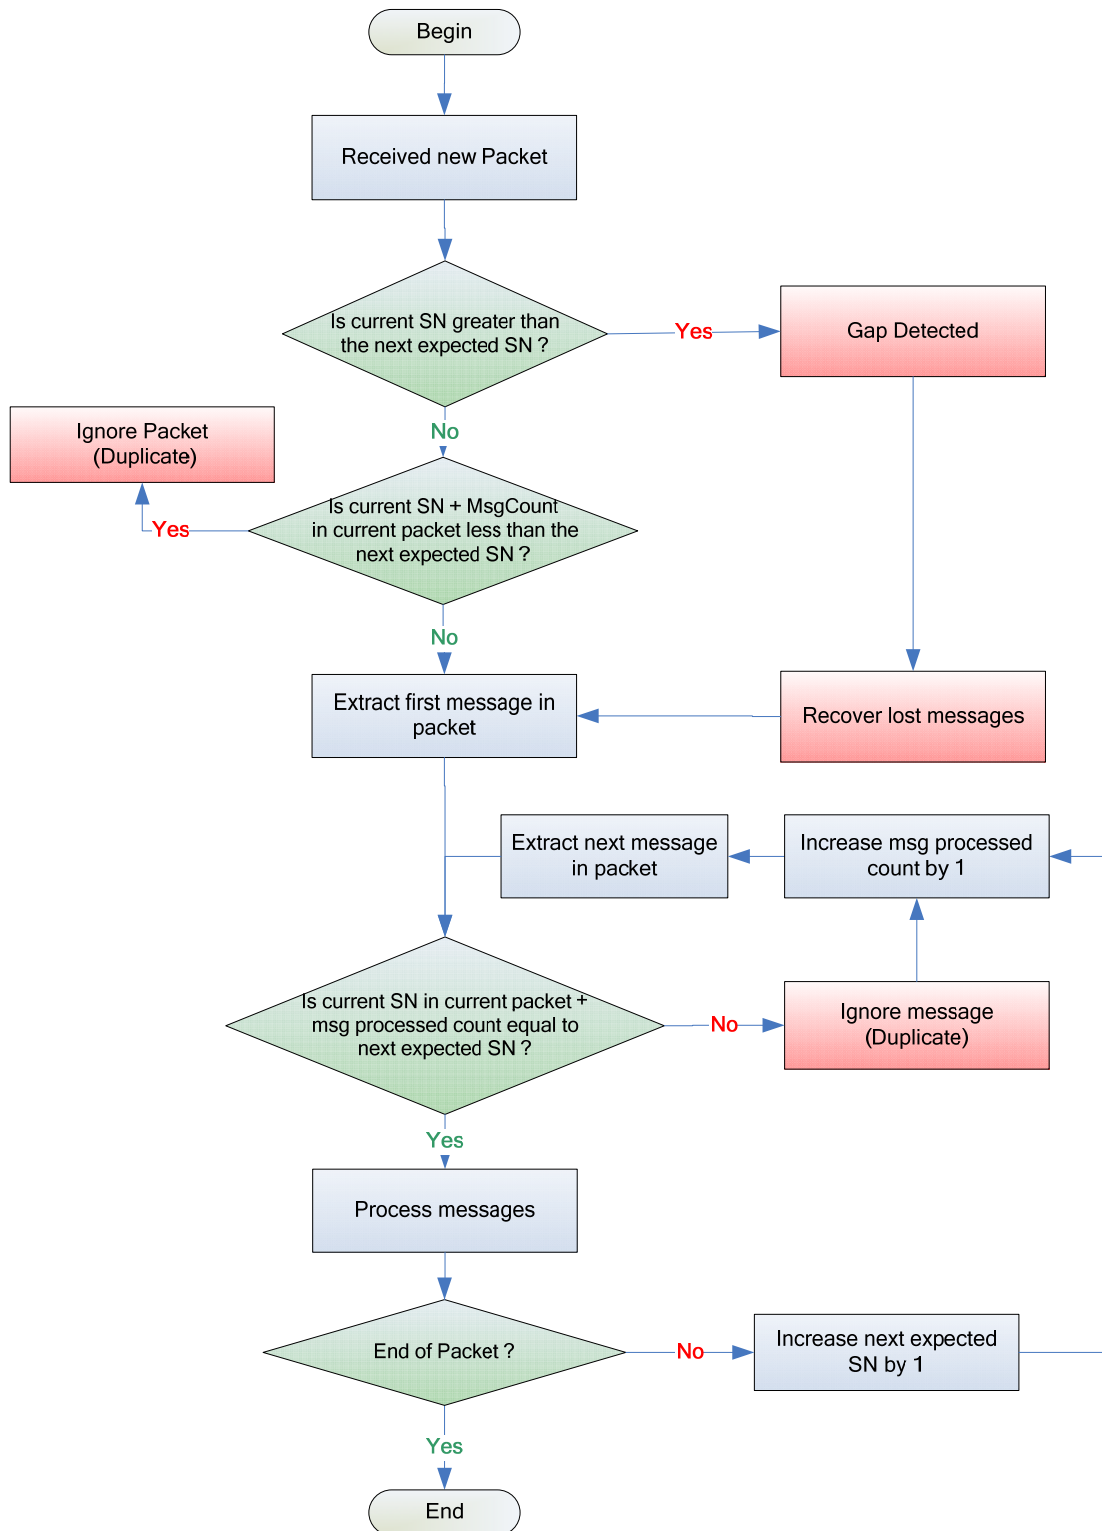 Begin
Received new Packet
Is current SN greater than
the next expected SN ?
Yes
Gap Detected
No
Ignore Packet
(Duplicate)
Is current SN + MsgCount
in current packet less than the
next expected SN ?
Yes
No
Extract first message in
packet
Recover lost messages
Extract next message
in packet
Increase msg processed
count by 1
Is current SN in current packet +
msg processed count equal to
next expected SN ?
No
Ignore message
(Duplicate)
Yes
Process messages
End of Packet ?
No
Increase next expected
SN by 1
Yes
End